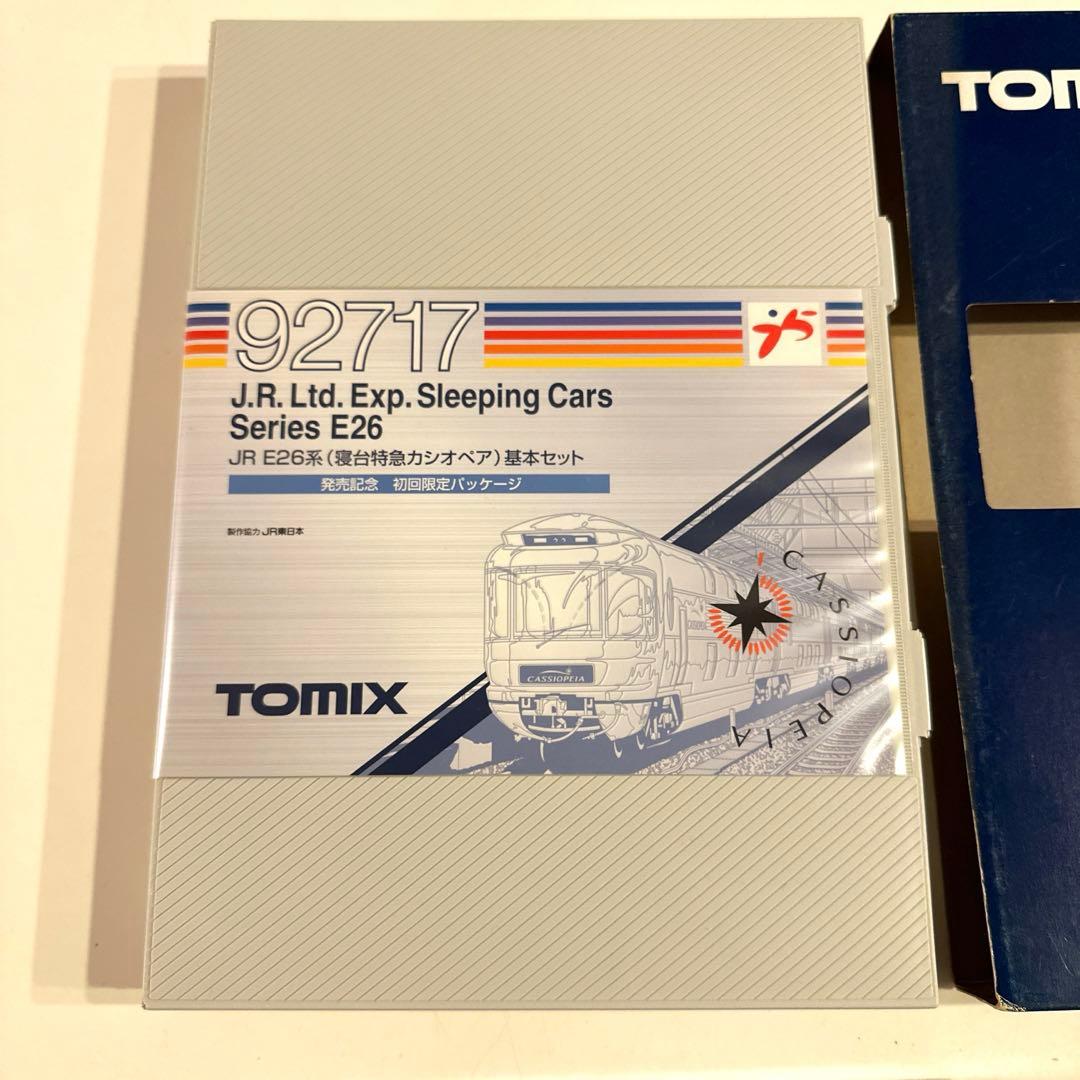 92717
J.R. Ltd. Exp. Sleeping Cars
Series E26
JR E26系（寝台特急カシオペア）基本セット
発売記念 初回限定パッケージ
製作協力 JR東日本
CASSIOPEIA
CASSIOPEIA
TOMIX
TOM